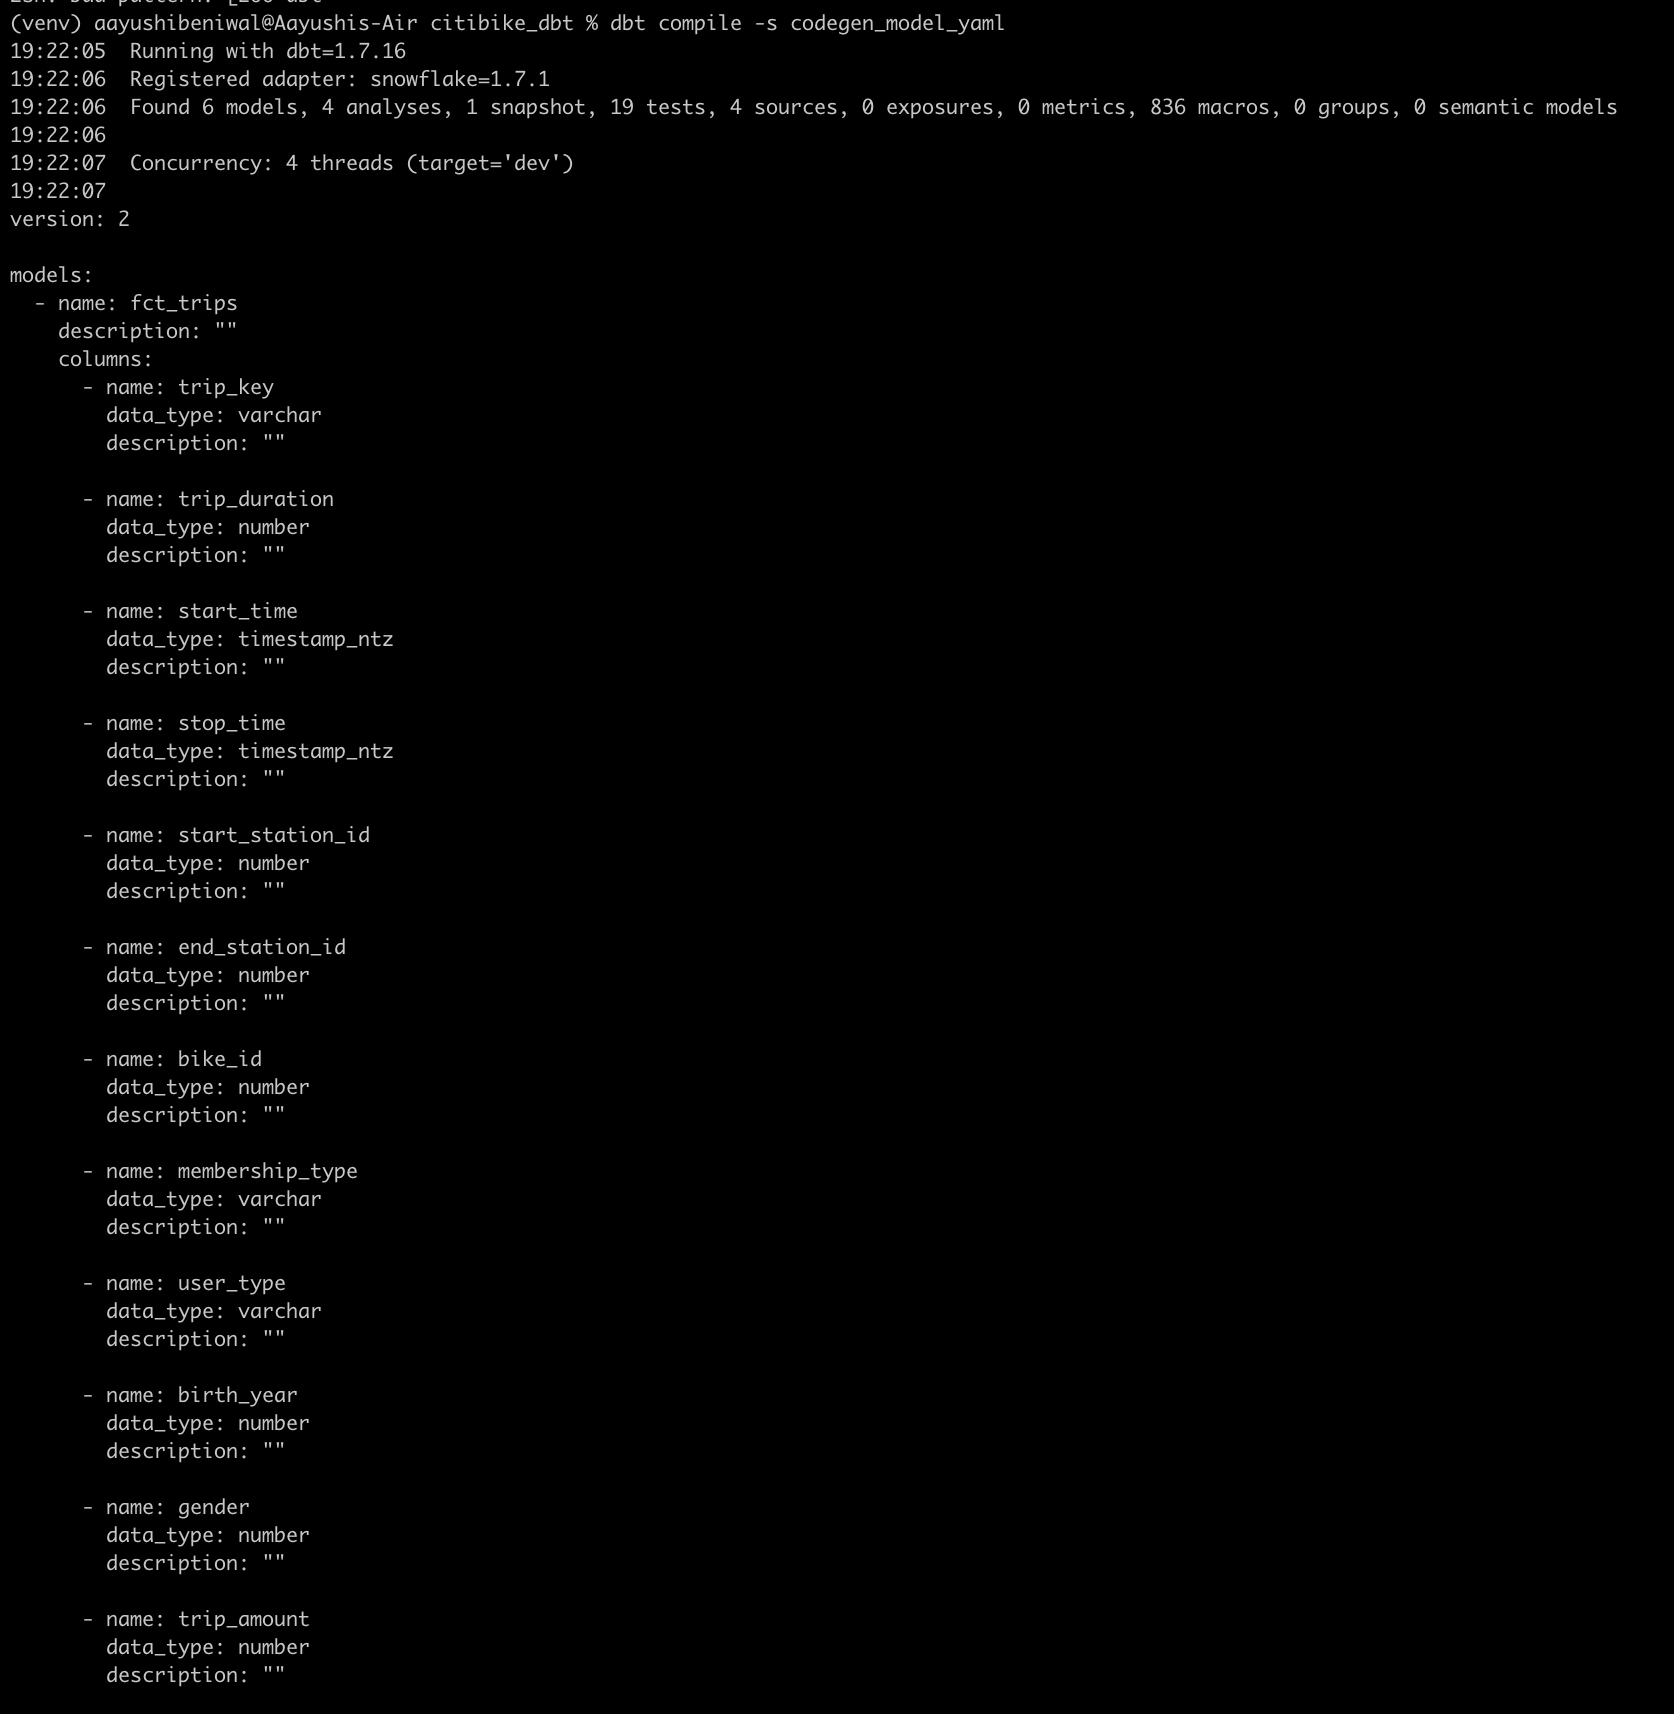 (venv) aayushibeniwal@Aayushis-Air citibike_dbt % dbt compile -s codegen_model_yaml
19:22:05  Running with dbt=1.7.16
19:22:06  Registered adapter: snowflake=1.7.1
19:22:06  Found 6 models, 4 analyses, 1 snapshot, 19 tests, 4 sources, 0 exposures, 0 metrics, 836 macros, 0 groups, 0 semantic models
19:22:06
19:22:07  Concurrency: 4 threads (target='dev')
19:22:07
version: 2

models:
  - name: fct_trips
    description: ""
    columns:
      - name: trip_key
        data_type: varchar
        description: ""

      - name: trip_duration
        data_type: number
        description: ""

      - name: start_time
        data_type: timestamp_ntz
        description: ""

      - name: stop_time
        data_type: timestamp_ntz
        description: ""

      - name: start_station_id
        data_type: number
        description: ""

      - name: end_station_id
        data_type: number
        description: ""

      - name: bike_id
        data_type: number
        description: ""

      - name: membership_type
        data_type: varchar
        description: ""

      - name: user_type
        data_type: varchar
        description: ""

      - name: birth_year
        data_type: number
        description: ""

      - name: gender
        data_type: number
        description: ""

      - name: trip_amount
        data_type: number
        description: ""